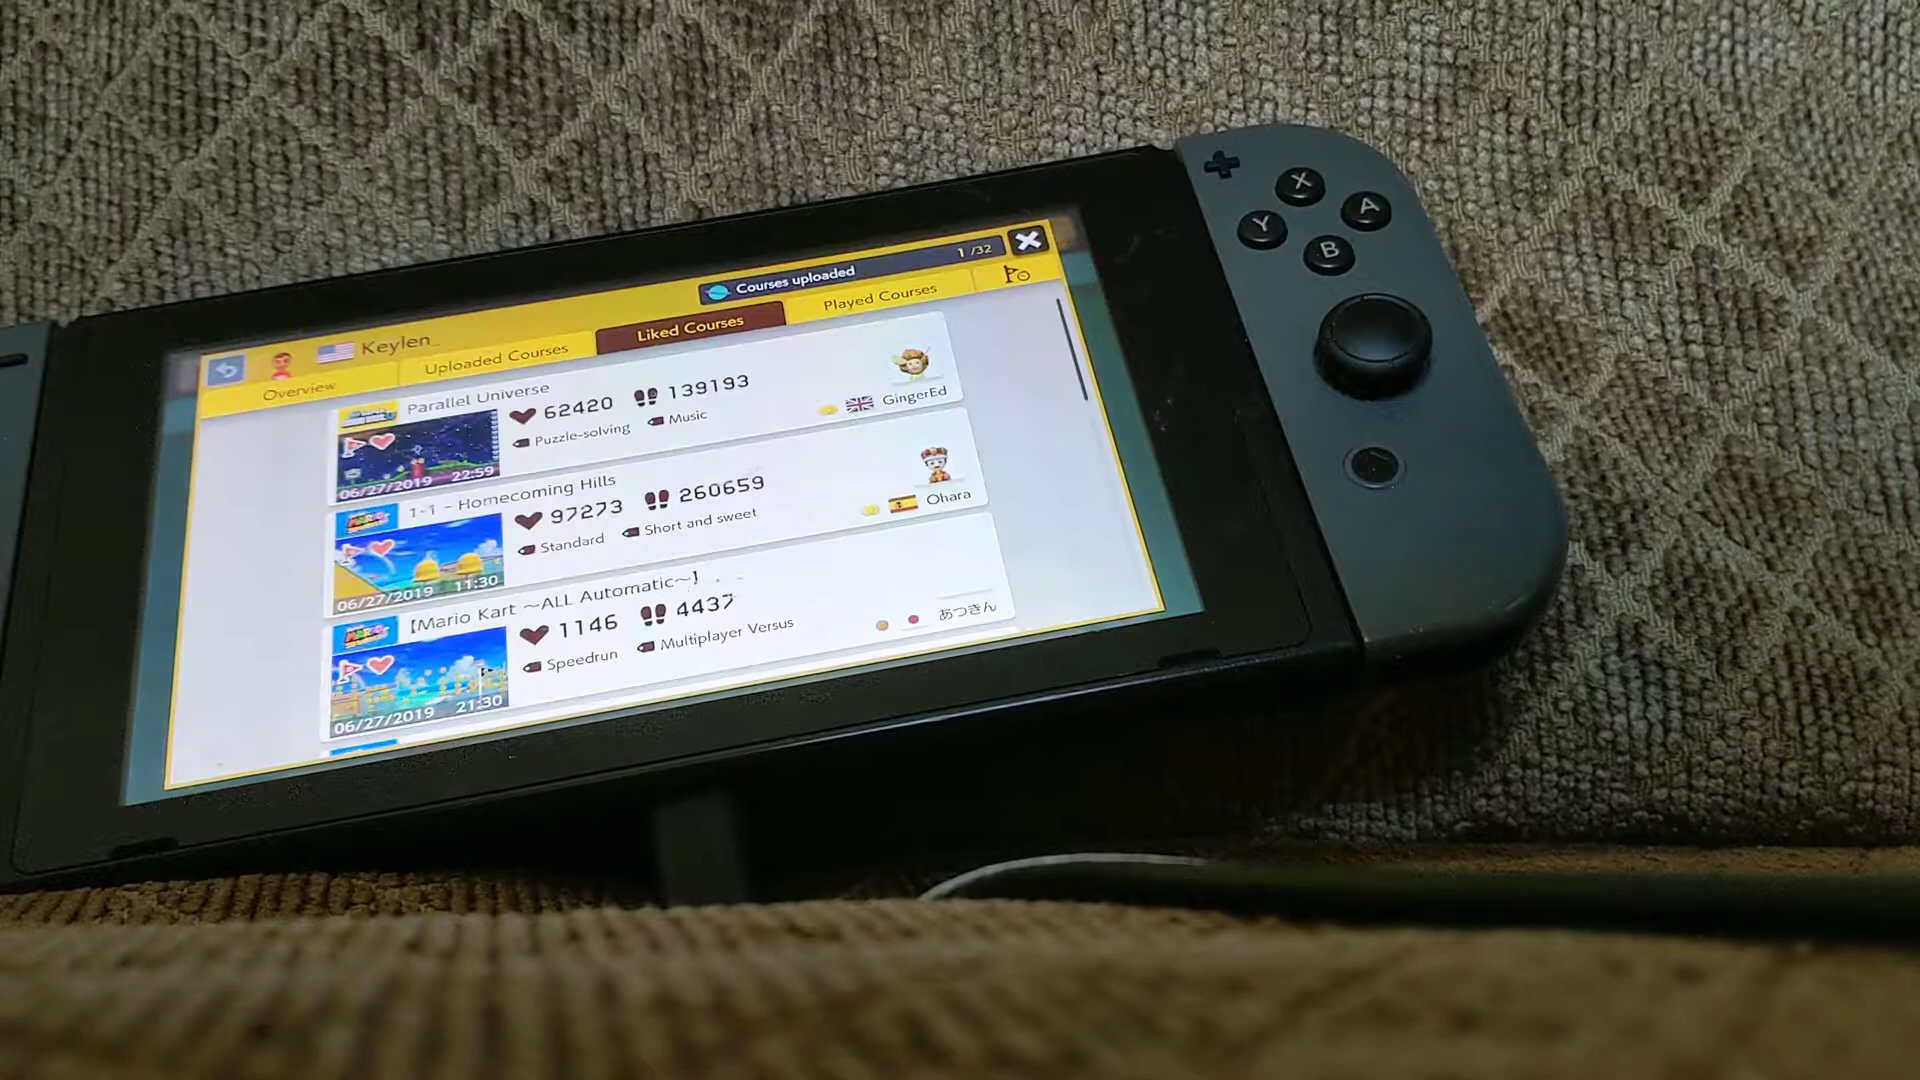 Courses uploaded 1 /32
Keylen_
Overview
Uploaded Courses
Liked Courses
Played Courses
Parallel Universe
62420 139193
Puzzle-solving Music
GingerEd
06/27/2019 22:59
1-1 - Homecoming Hills
97273 260659
Standard Short and sweet
Ohara
06/27/2019 11:30
【Mario Kart ～ALL Automatic～】
1146 4437
Speedrun Multiplayer Versus
あつきん
06/27/2019 21:30
X
Y
A
B